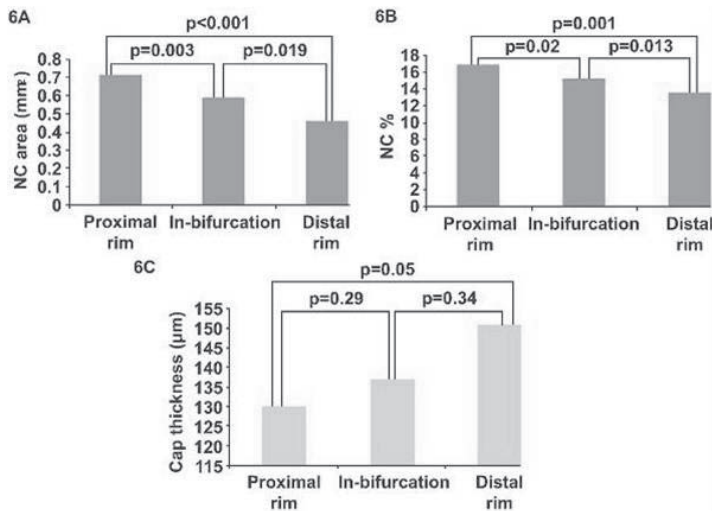 6A
p<0.001
p=0.003
p=0.019
NC area (mm²)
0.8
0.7
0.6
0.5
0.4
0.3
0.2
0.1
0
Proximal rim
In-bifurcation
Distal rim
6B
p=0.001
p=0.02
p=0.013
NC %
18
16
14
12
10
8
6
4
2
0
Proximal rim
In-bifurcation
Distal rim
6C
p=0.05
p=0.29
p=0.34
Cap thickness (µm)
155
150
145
140
135
130
125
120
115
Proximal rim
In-bifurcation
Distal rim